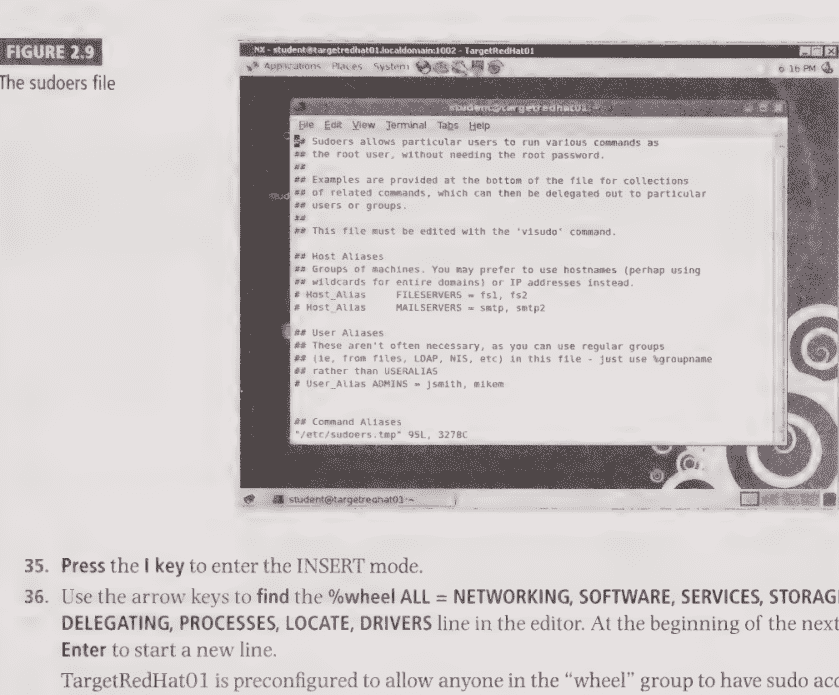 FIGURE 2.9
The sudoers file
NX - student@targetredhat01.localdomain:1002 - TargetRedHat01
Applications Places System
6:16 PM
student@targetredhat01:~
File Edit View Terminal Tabs Help
## Sudoers allows particular users to run various commands as
## the root user, without needing the root password.
##
## Examples are provided at the bottom of the file for collections
## of related commands, which can then be delegated out to particular
## users or groups.
##
## This file must be edited with the 'visudo' command.
## Host Aliases
## Groups of machines. You may prefer to use hostnames (perhap using
## wildcards for entire domains) or IP addresses instead.
# Host_Alias FILESERVERS = fs1, fs2
# Host_Alias MAILSERVERS = smtp, smtp2
## User Aliases
## These aren't often necessary, as you can use regular groups
## (ie, from files, LDAP, NIS, etc) in this file - just use %groupname
## rather than USERALIAS
# User_Alias ADMINS = jsmith, mikem
## Command Aliases
"/etc/sudoers.tmp" 95L, 3278C
student@targetredhat01:~
35. Press the I key to enter the INSERT mode.
36. Use the arrow keys to find the %wheel ALL = NETWORKING, SOFTWARE, SERVICES, STORAG
DELEGATING, PROCESSES, LOCATE, DRIVERS line in the editor. At the beginning of the next
Enter to start a new line.
TargetRedHat01 is preconfigured to allow anyone in the “wheel” group to have sudo ac